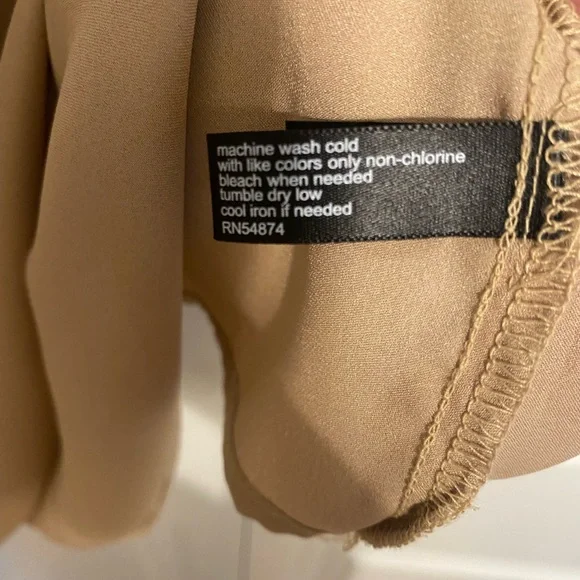 machine wash cold
with like colors only non-chlorine
bleach when needed
tumble dry low
cool iron if needed
RN54874